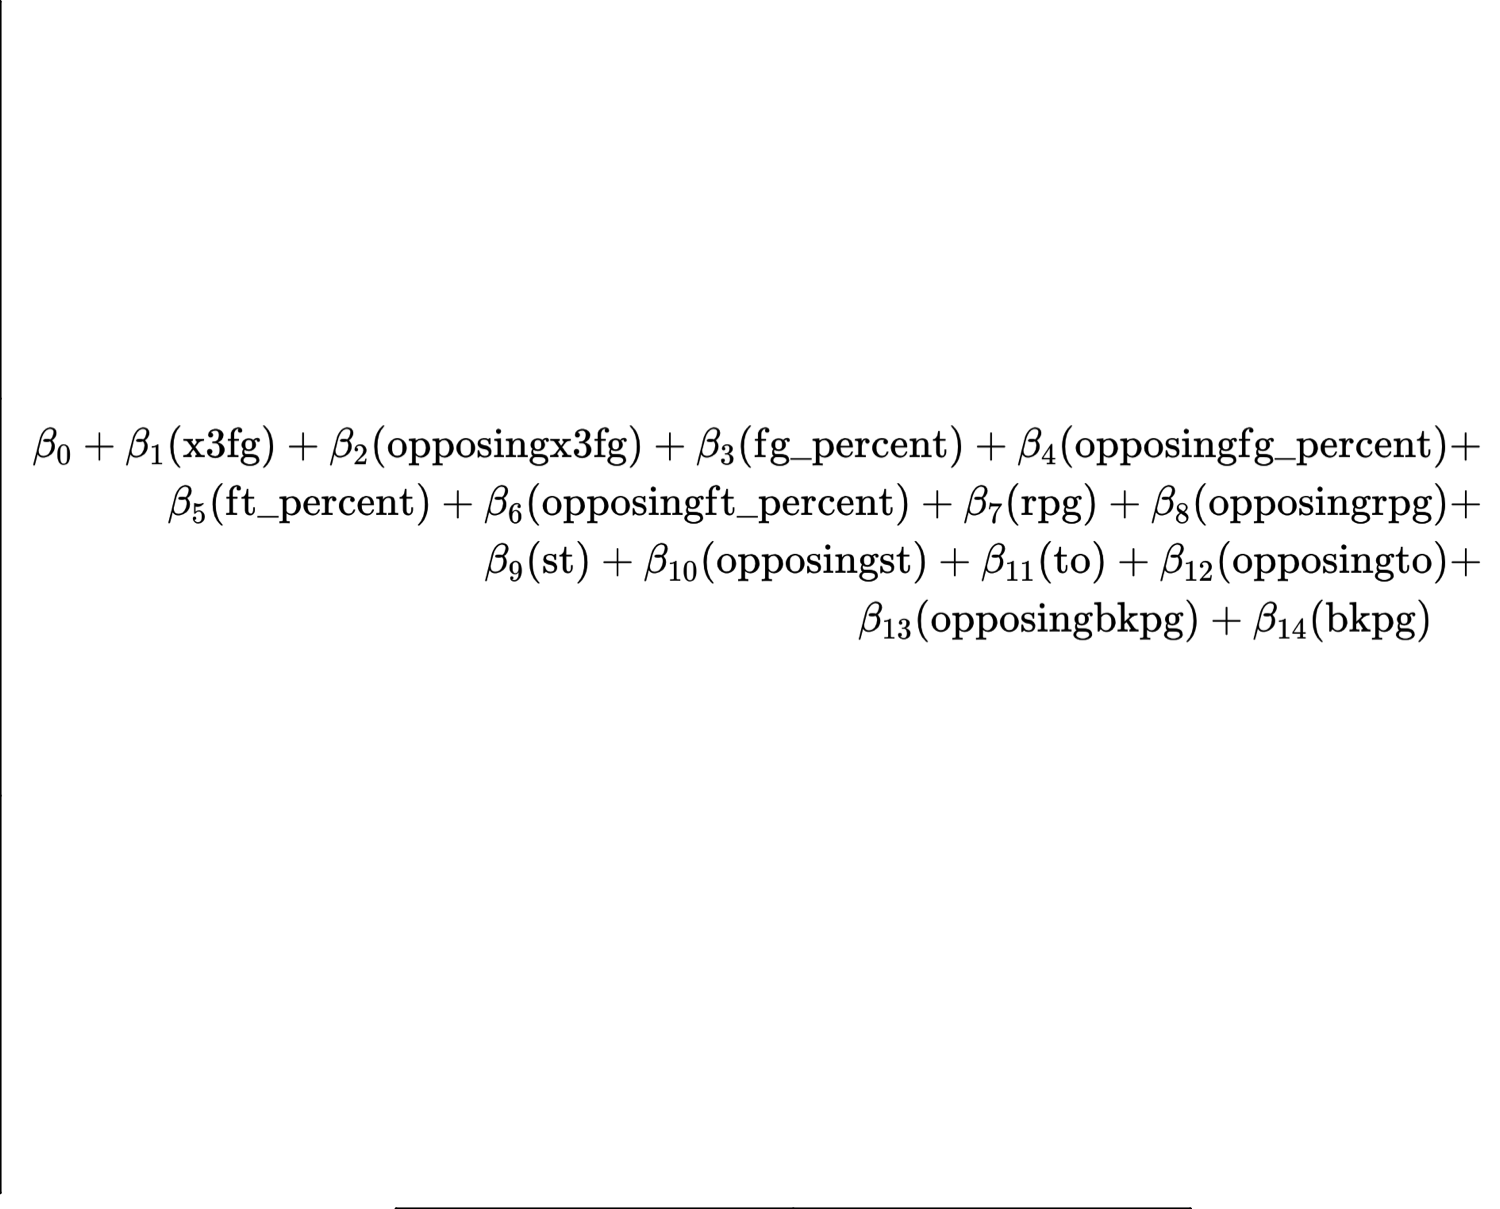 β₀ + β₁(x3fg) + β₂(opposingx3fg) + β₃(fg_percent) + β₄(opposingfg_percent)+
β₅(ft_percent) + β₆(opposingft_percent) + β₇(rpg) + β₈(opposingrpg)+
β₉(st) + β₁₀(opposingst) + β₁₁(to) + β₁₂(opposingto)+
β₁₃(opposingbkpg) + β₁₄(bkpg)